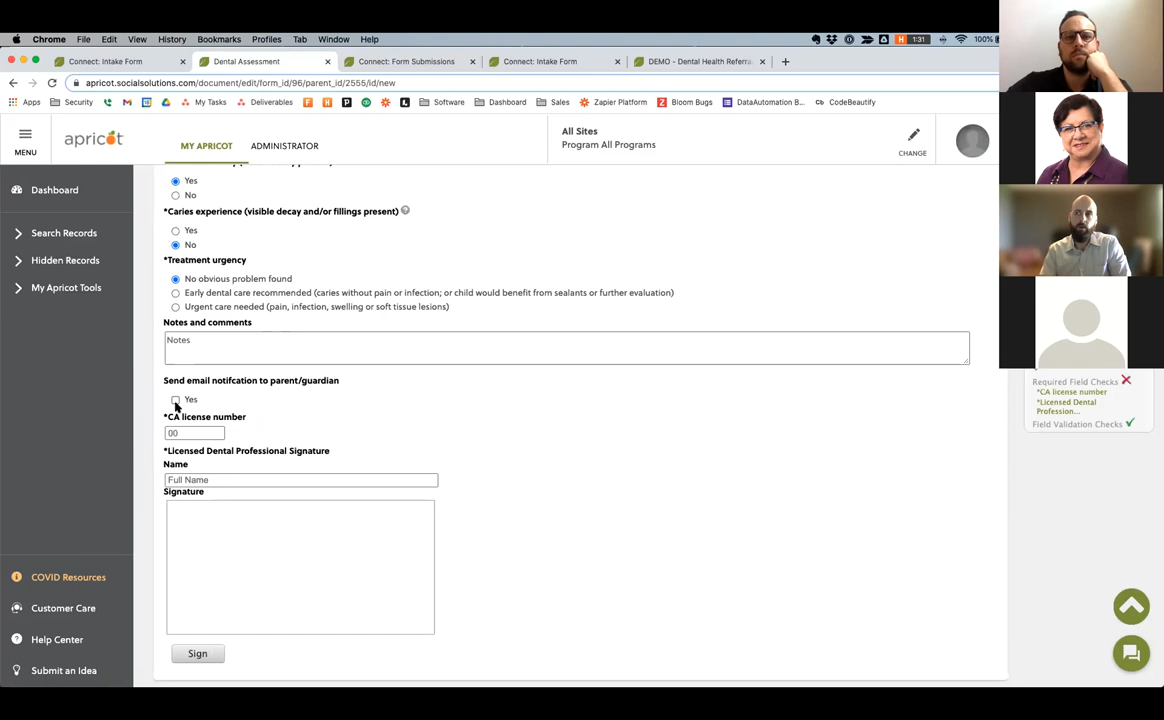 Chrome File Edit View History Bookmarks Profiles Tab Window Help 1:31 100%
Connect: Intake Form Dental Assessment Connect: Form Submissions Connect: Intake Form DEMO - Dental Health Referra
apricot.socialsolutions.com/document/edit/form_id/96/parent_id/2555/id/new
Apps Security My Tasks Deliverables Software Dashboard Sales Zapier Platform Bloom Bugs DataAutomation B... CodeBeautify
MENU apricot MY APRICOT ADMINISTRATOR
All Sites
Program All Programs
CHANGE
Dashboard
Search Records
Hidden Records
My Apricot Tools
COVID Resources
Customer Care
Help Center
Submit an Idea
Yes
No
*Caries experience (visible decay and/or fillings present)
Yes
No
*Treatment urgency
No obvious problem found
Early dental care recommended (caries without pain or infection; or child would benefit from sealants or further evaluation)
Urgent care needed (pain, infection, swelling or soft tissue lesions)
Notes and comments
Notes
Send email notifcation to parent/guardian
Yes
*CA license number
00
*Licensed Dental Professional Signature
Name
Full Name
Signature
Sign
Required Field Checks
*CA license number
*Licensed Dental
Profession...
Field Validation Checks